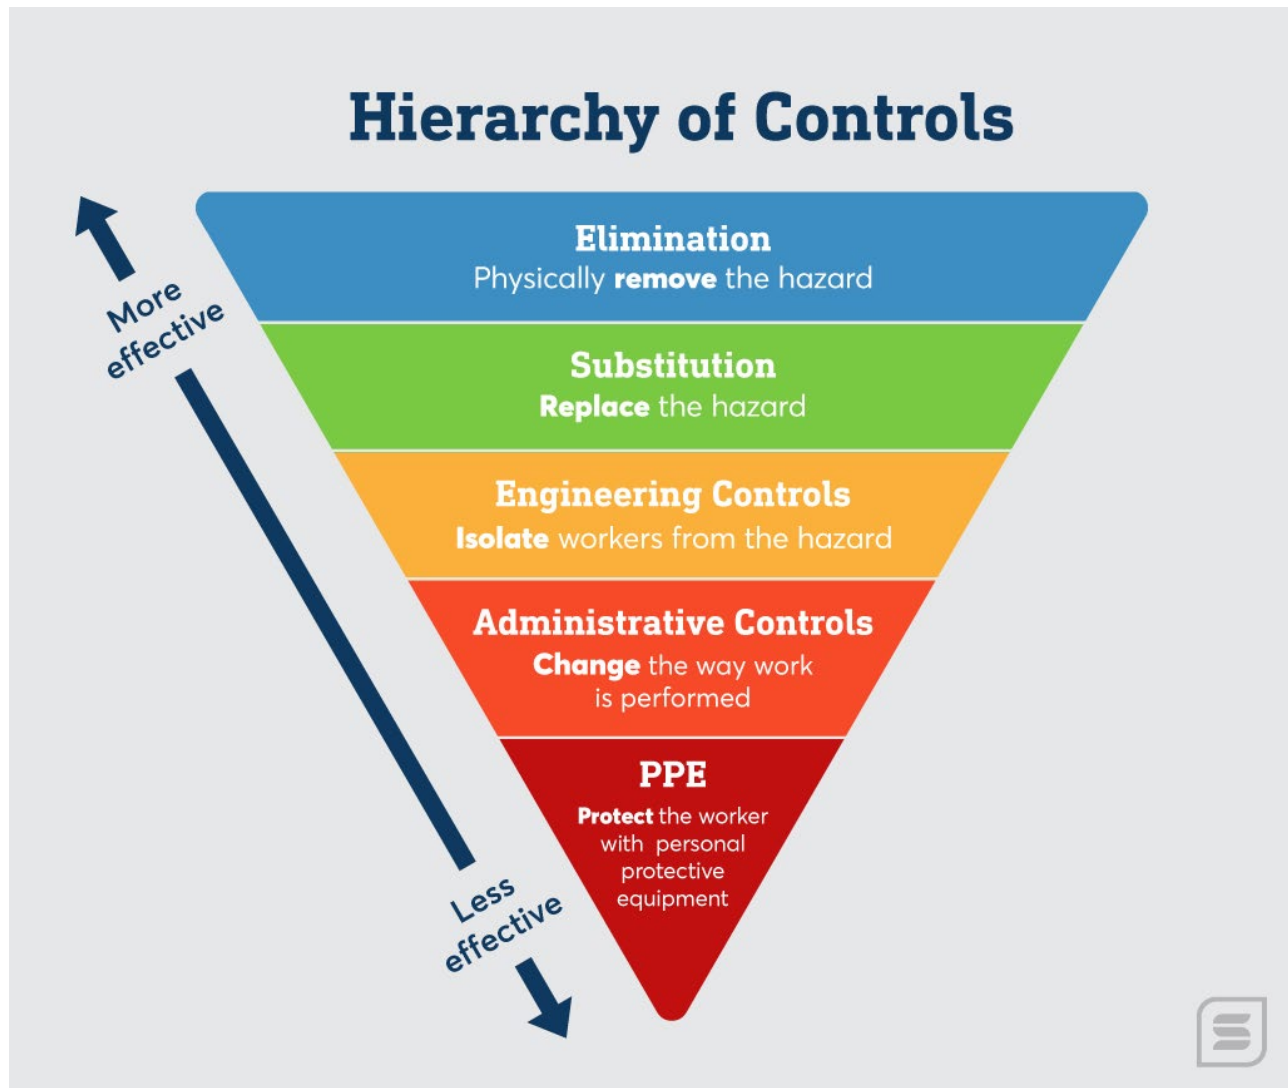 Hierarchy of Controls
More
effective
Elimination
Physically remove the hazard
Substitution
Replace the hazard
Engineering Controls
Isolate workers from the hazard
Administrative Controls
Change the way work
is performed
PPE
Protect the worker
with personal
protective
equipment
Less
effective